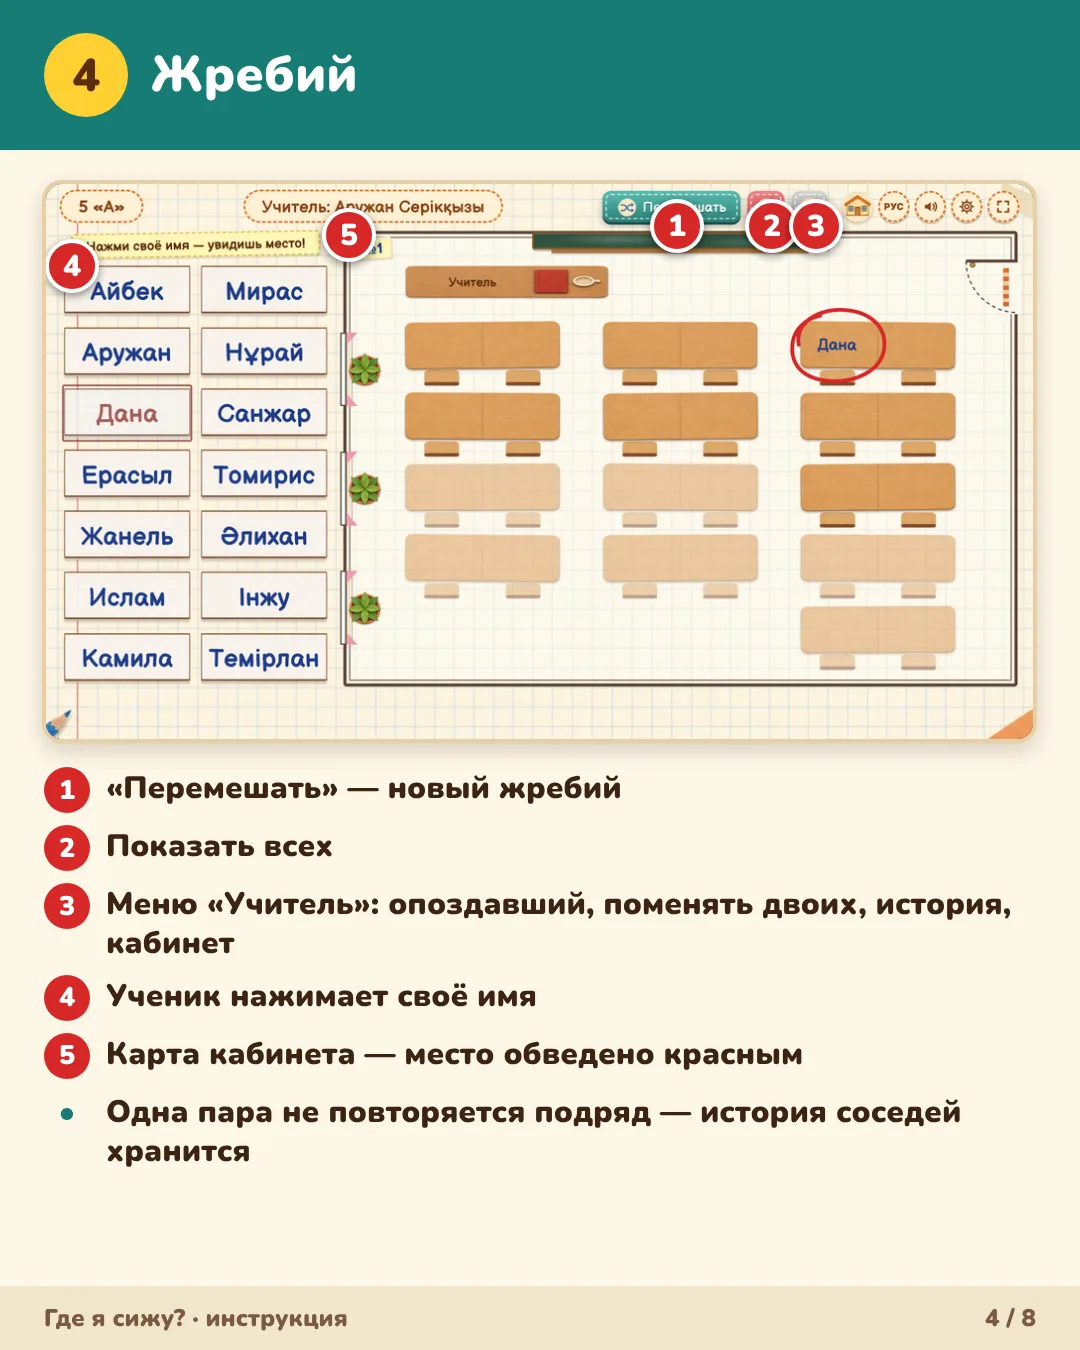 4 Жребий
5 «А»
Учитель: Аружан Серікқызы
1
2
3
РУС
4
Нажми своё имя — увидишь место!
5
№1
Айбек Мирас
Аружан Нұрай
Дана Санжар
Ерасыл Томирис
Жанель Әлихан
Ислам Інжу
Камила Темірлан
Учитель
Дана
1 «Перемешать» — новый жребий
2 Показать всех
3 Меню «Учитель»: опоздавший, поменять двоих, история,
кабинет
4 Ученик нажимает своё имя
5 Карта кабинета — место обведено красным
• Одна пара не повторяется подряд — история соседей
хранится
Где я сижу? · инструкция
4 / 8